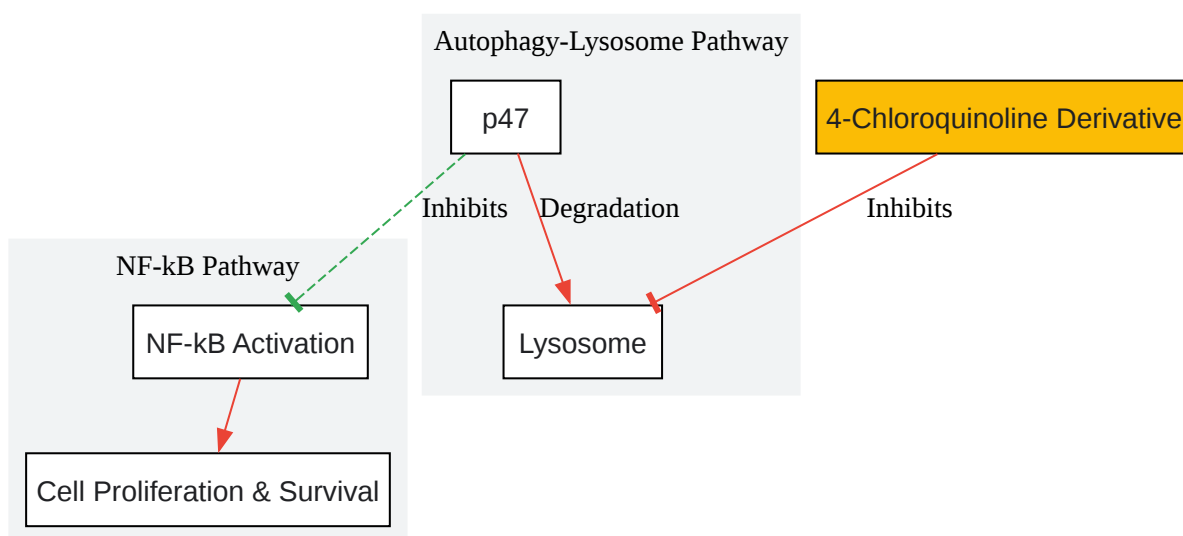 Autophagy-Lysosome Pathway
p47
4-Chloroquinoline Derivative
Inhibits
Degradation
Inhibits
NF-kB Pathway
NF-kB Activation
Lysosome
Cell Proliferation & Survival